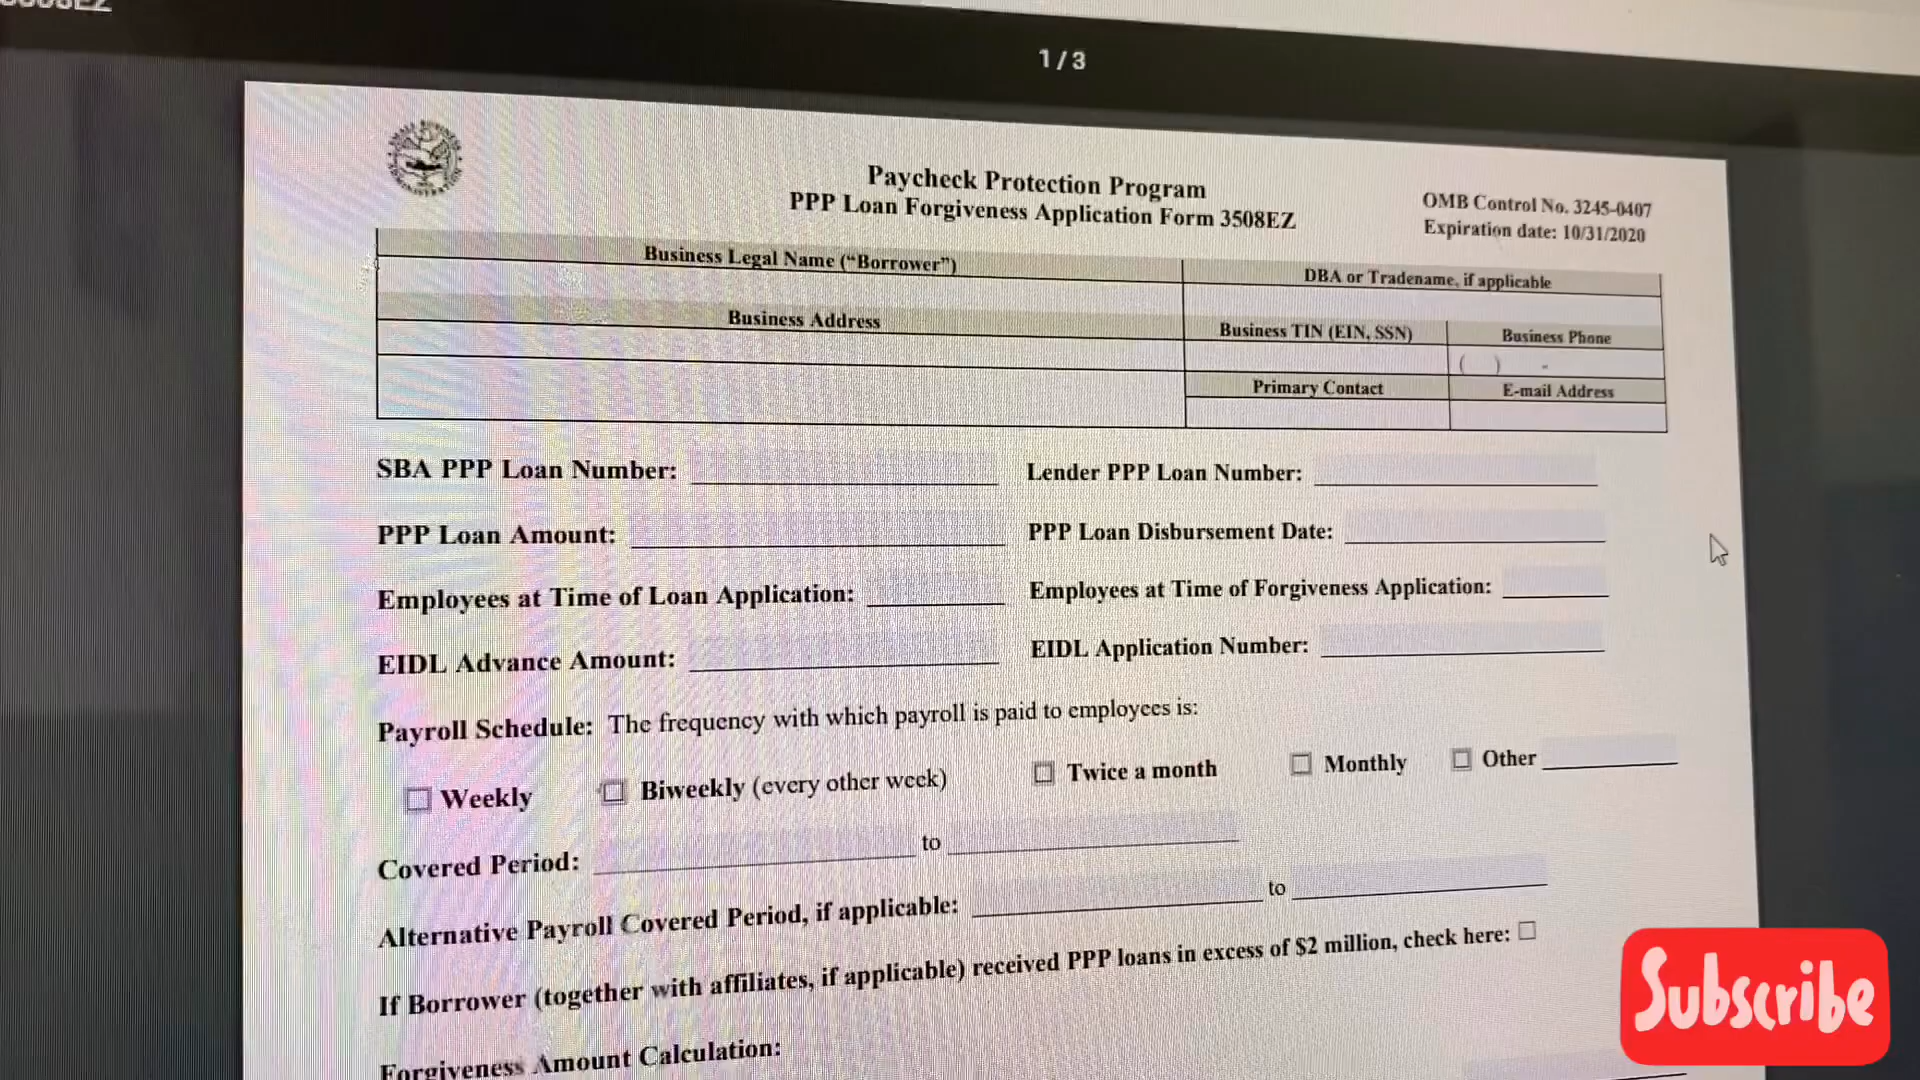 1 / 3
Paycheck Protection Program
PPP Loan Forgiveness Application Form 3508EZ
OMB Control No. 3245-0407
Expiration date: 10/31/2020
Business Legal Name (“Borrower”)
DBA or Tradename, if applicable
Business Address
Business TIN (EIN, SSN)
Business Phone
( ) -
Primary Contact
E-mail Address
SBA PPP Loan Number:
Lender PPP Loan Number:
PPP Loan Amount:
PPP Loan Disbursement Date:
Employees at Time of Loan Application:
Employees at Time of Forgiveness Application:
EIDL Advance Amount:
EIDL Application Number:
Payroll Schedule: The frequency with which payroll is paid to employees is:
Weekly
Biweekly (every other week)
Twice a month
Monthly
Other
Covered Period:
to
Alternative Payroll Covered Period, if applicable:
to
If Borrower (together with affiliates, if applicable) received PPP loans in excess of $2 million, check here:
Forgiveness Amount Calculation:
Subscribe